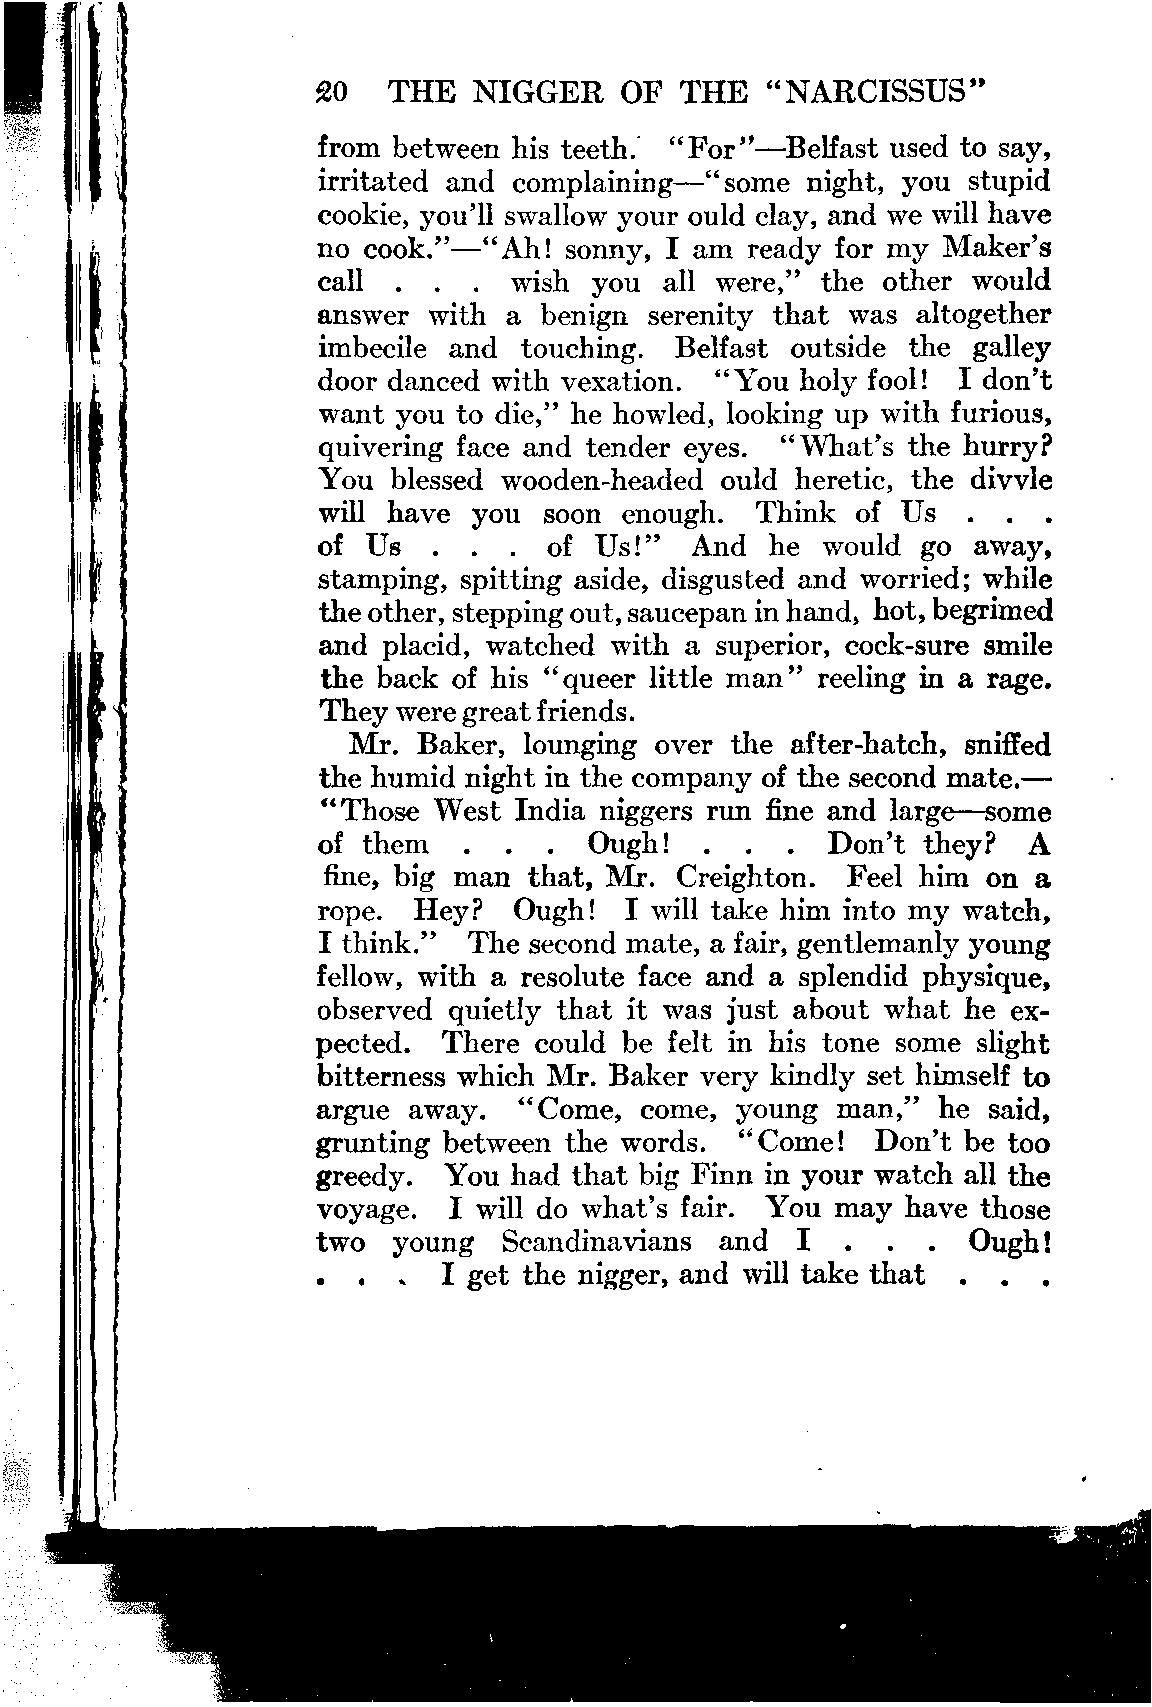 20 THE NIGGER OF THE "NARCISSUS"
from between his teeth. "For"—Belfast used to say,
irritated and complaining—"some night, you stupid
cookie, you'll swallow your ould clay, and we will have
no cook."—"Ah! sonny, I am ready for my Maker's
call . . . wish you all were," the other would
answer with a benign serenity that was altogether
imbecile and touching. Belfast outside the galley
door danced with vexation. "You holy fool! I don't
want you to die," he howled, looking up with furious,
quivering face and tender eyes. "What's the hurry?
You blessed wooden-headed ould heretic, the divvle
will have you soon enough. Think of Us . . .
of Us . . . of Us!" And he would go away,
stamping, spitting aside, disgusted and worried; while
the other, stepping out, saucepan in hand, hot, begrimed
and placid, watched with a superior, cock-sure smile
the back of his "queer little man" reeling in a rage.
They were great friends.
Mr. Baker, lounging over the after-hatch, sniffed
the humid night in the company of the second mate.—
"Those West India niggers run fine and large—some
of them . . . Ough! . . . Don't they? A
fine, big man that, Mr. Creighton. Feel him on a
rope. Hey? Ough! I will take him into my watch,
I think." The second mate, a fair, gentlemanly young
fellow, with a resolute face and a splendid physique,
observed quietly that it was just about what he ex-
pected. There could be felt in his tone some slight
bitterness which Mr. Baker very kindly set himself to
argue away. "Come, come, young man," he said,
grunting between the words. "Come! Don't be too
greedy. You had that big Finn in your watch all the
voyage. I will do what's fair. You may have those
two young Scandinavians and I . . . Ough!
. . . I get the nigger, and will take that . . .